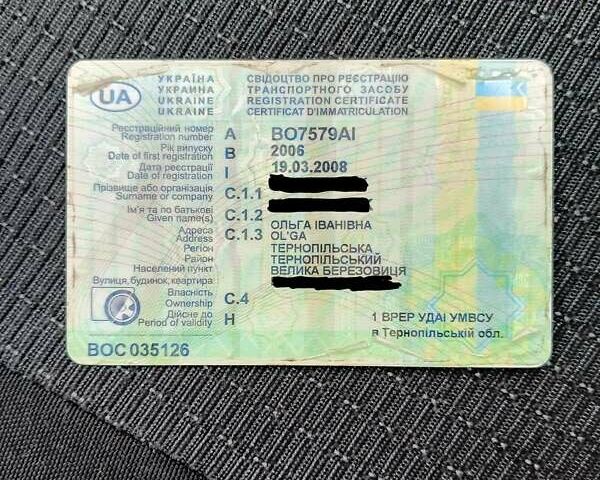 UA
УКРАЇНА СВІДОЦТВО ПРО РЕЄСТРАЦІЮ
УКРАИНА ТРАНСПОРТНОГО ЗАСОБУ
UKRAINE REGISTRATION CERTIFICATE
UKRAINE CERTIFICAT D'IMMATRICULATION
Реєстраційний номер A BO7579AI
Registration number
Рік випуску B 2006
Date of first registration
Дата реєстрації I 19.03.2008
Date of registration
Прізвище або організація C.1.1
Surname or company
Ім'я та по батькові C.1.2 ОЛЬГА ІВАНІВНА
Given name(s) OL'GA
Адреса C.1.3
Address
Регіон ТЕРНОПІЛЬСЬКА
Район ТЕРНОПІЛЬСЬКИЙ
Населений пункт ВЕЛИКА БЕРЕЗОВИЦЯ
Вулиця, будинок, квартира
Власність C.4
Ownership
Дійсне до H 1 ВРЕР УДАІ УМВСУ
Period of validity в Тернопільській обл.
BOC 035126